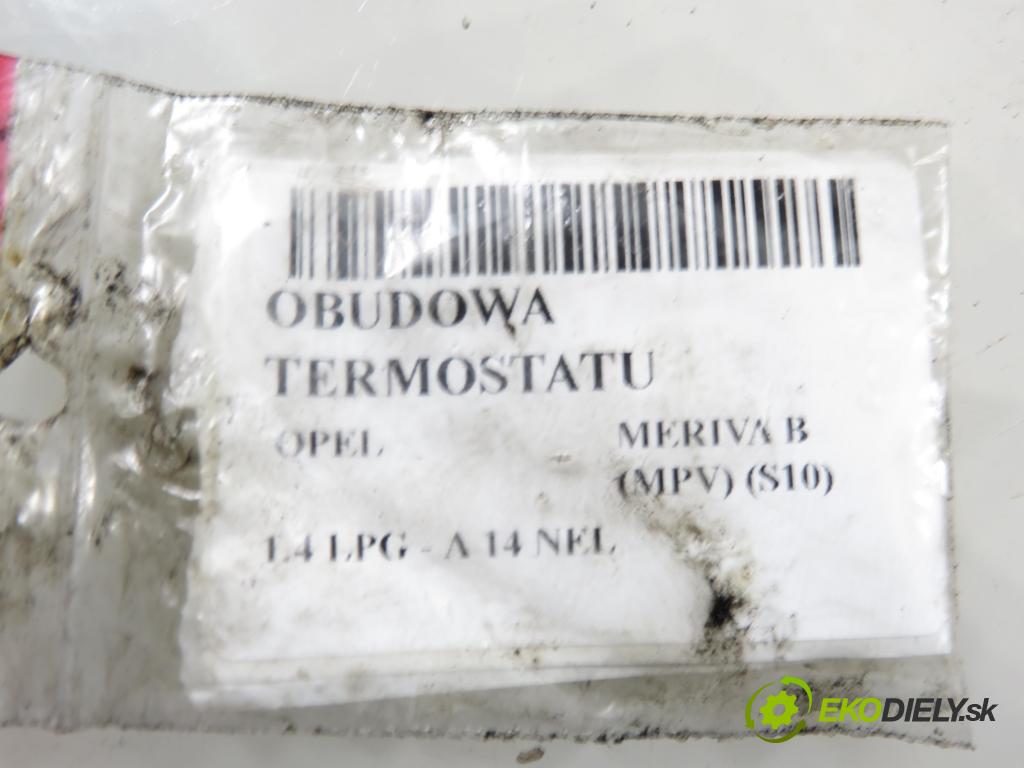 OBUDOWA
TERMOSTATU
OPEL
MERIVA B
(MPV) (S10)
1.4 LPG - A 14 NEL
EKODIELY.sk